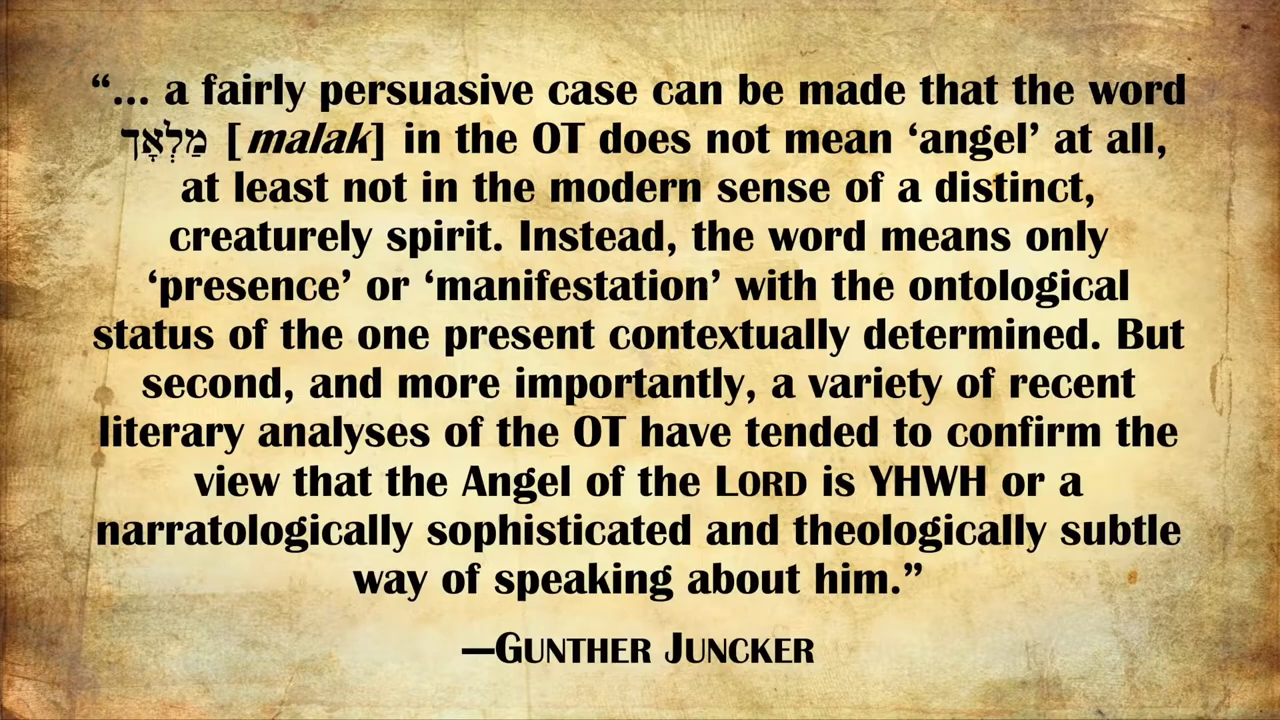 “... a fairly persuasive case can be made that the word
מַלְאָך [malak] in the OT does not mean ‘angel’ at all,
at least not in the modern sense of a distinct,
creaturely spirit. Instead, the word means only
‘presence’ or ‘manifestation’ with the ontological
status of the one present contextually determined. But
second, and more importantly, a variety of recent
literary analyses of the OT have tended to confirm the
view that the Angel of the LORD is YHWH or a
narratologically sophisticated and theologically subtle
way of speaking about him.”
—GUNTHER JUNCKER